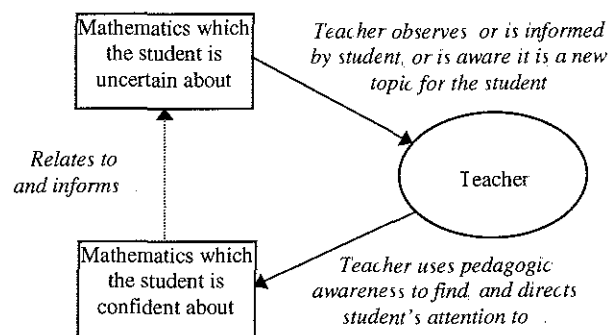 Mathematics which
the student is
uncertain about
Teacher observes or is informed
by student, or is aware it is a new
topic for the student
Relates to
and informs
Teacher
Mathematics which
the student is
confident about
Teacher uses pedagogic
awareness to find, and directs
student's attention to